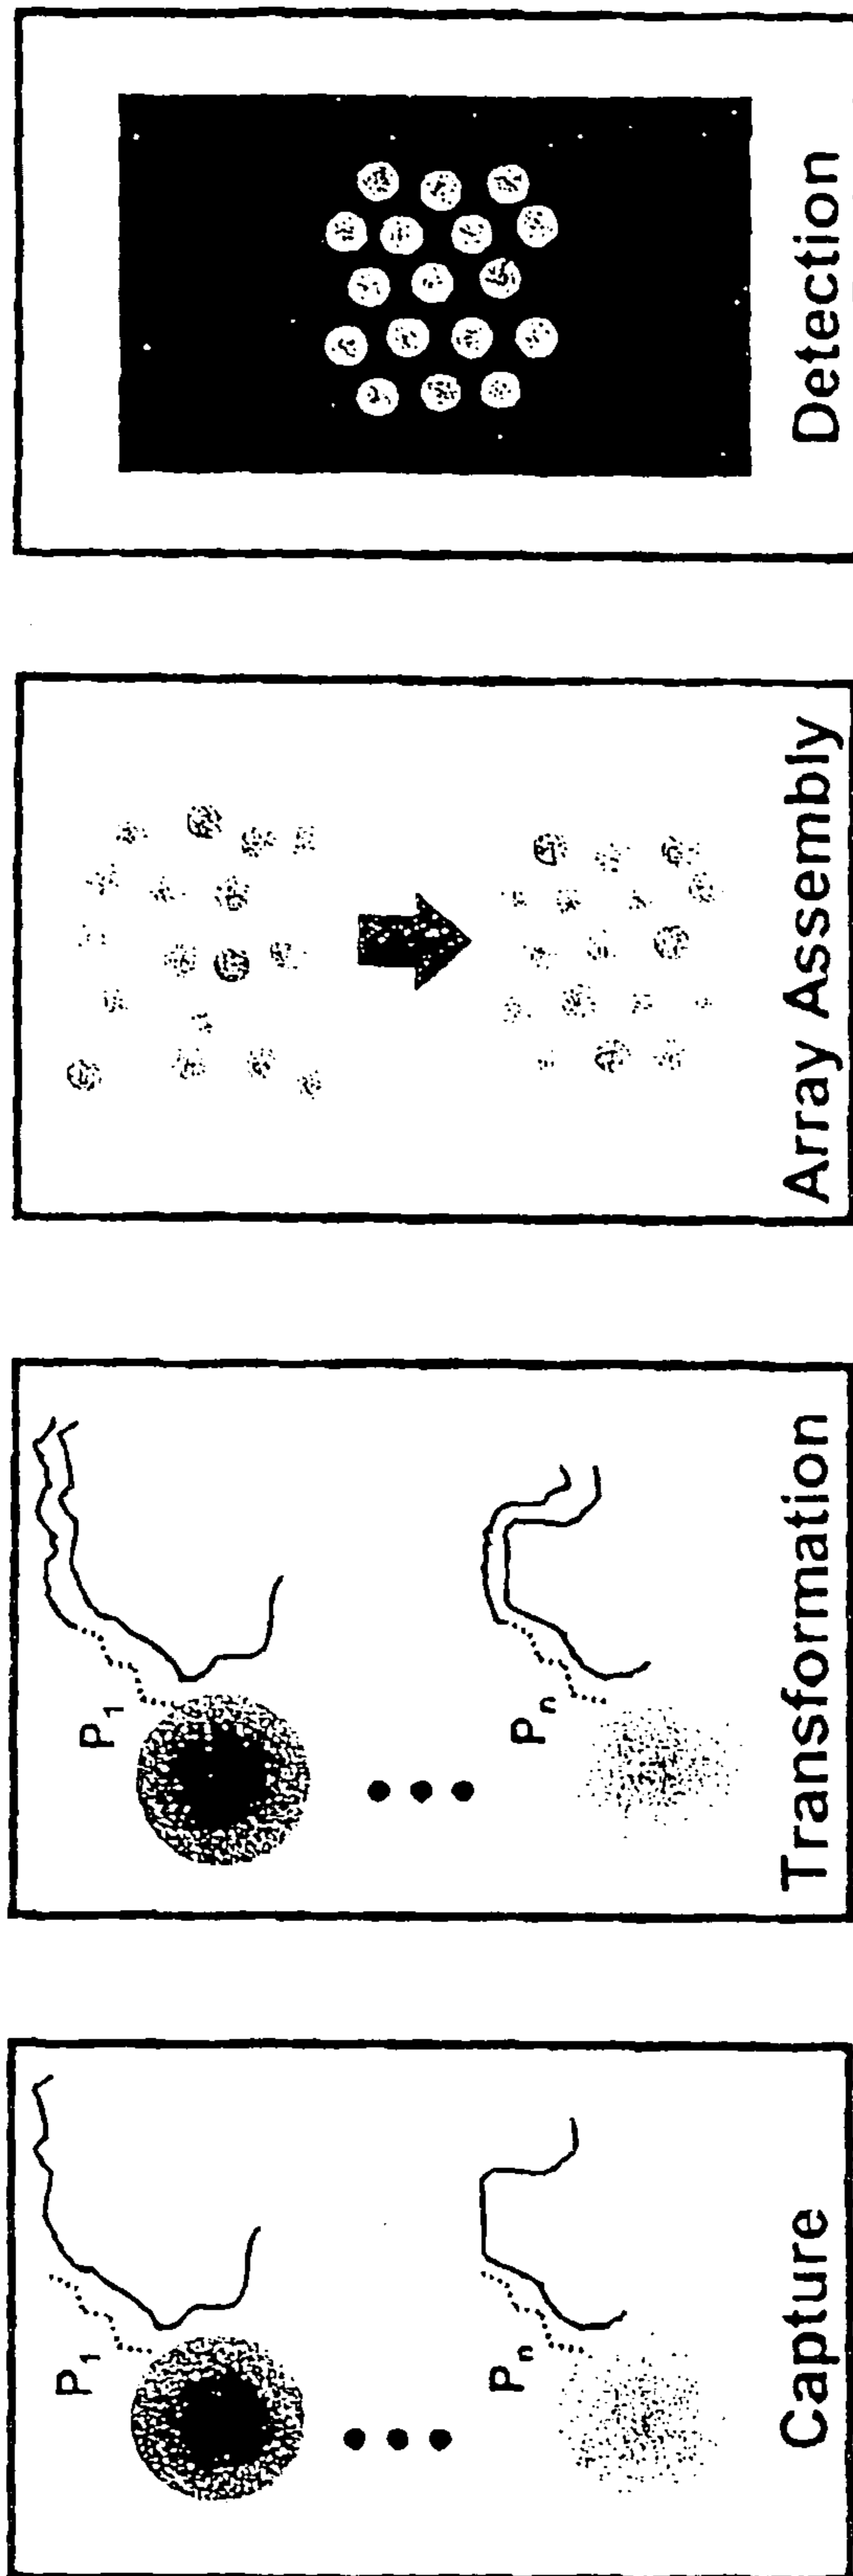 P₁
Pₙ
Capture
P₁
Pₙ
Transformation
Array Assembly
Detection